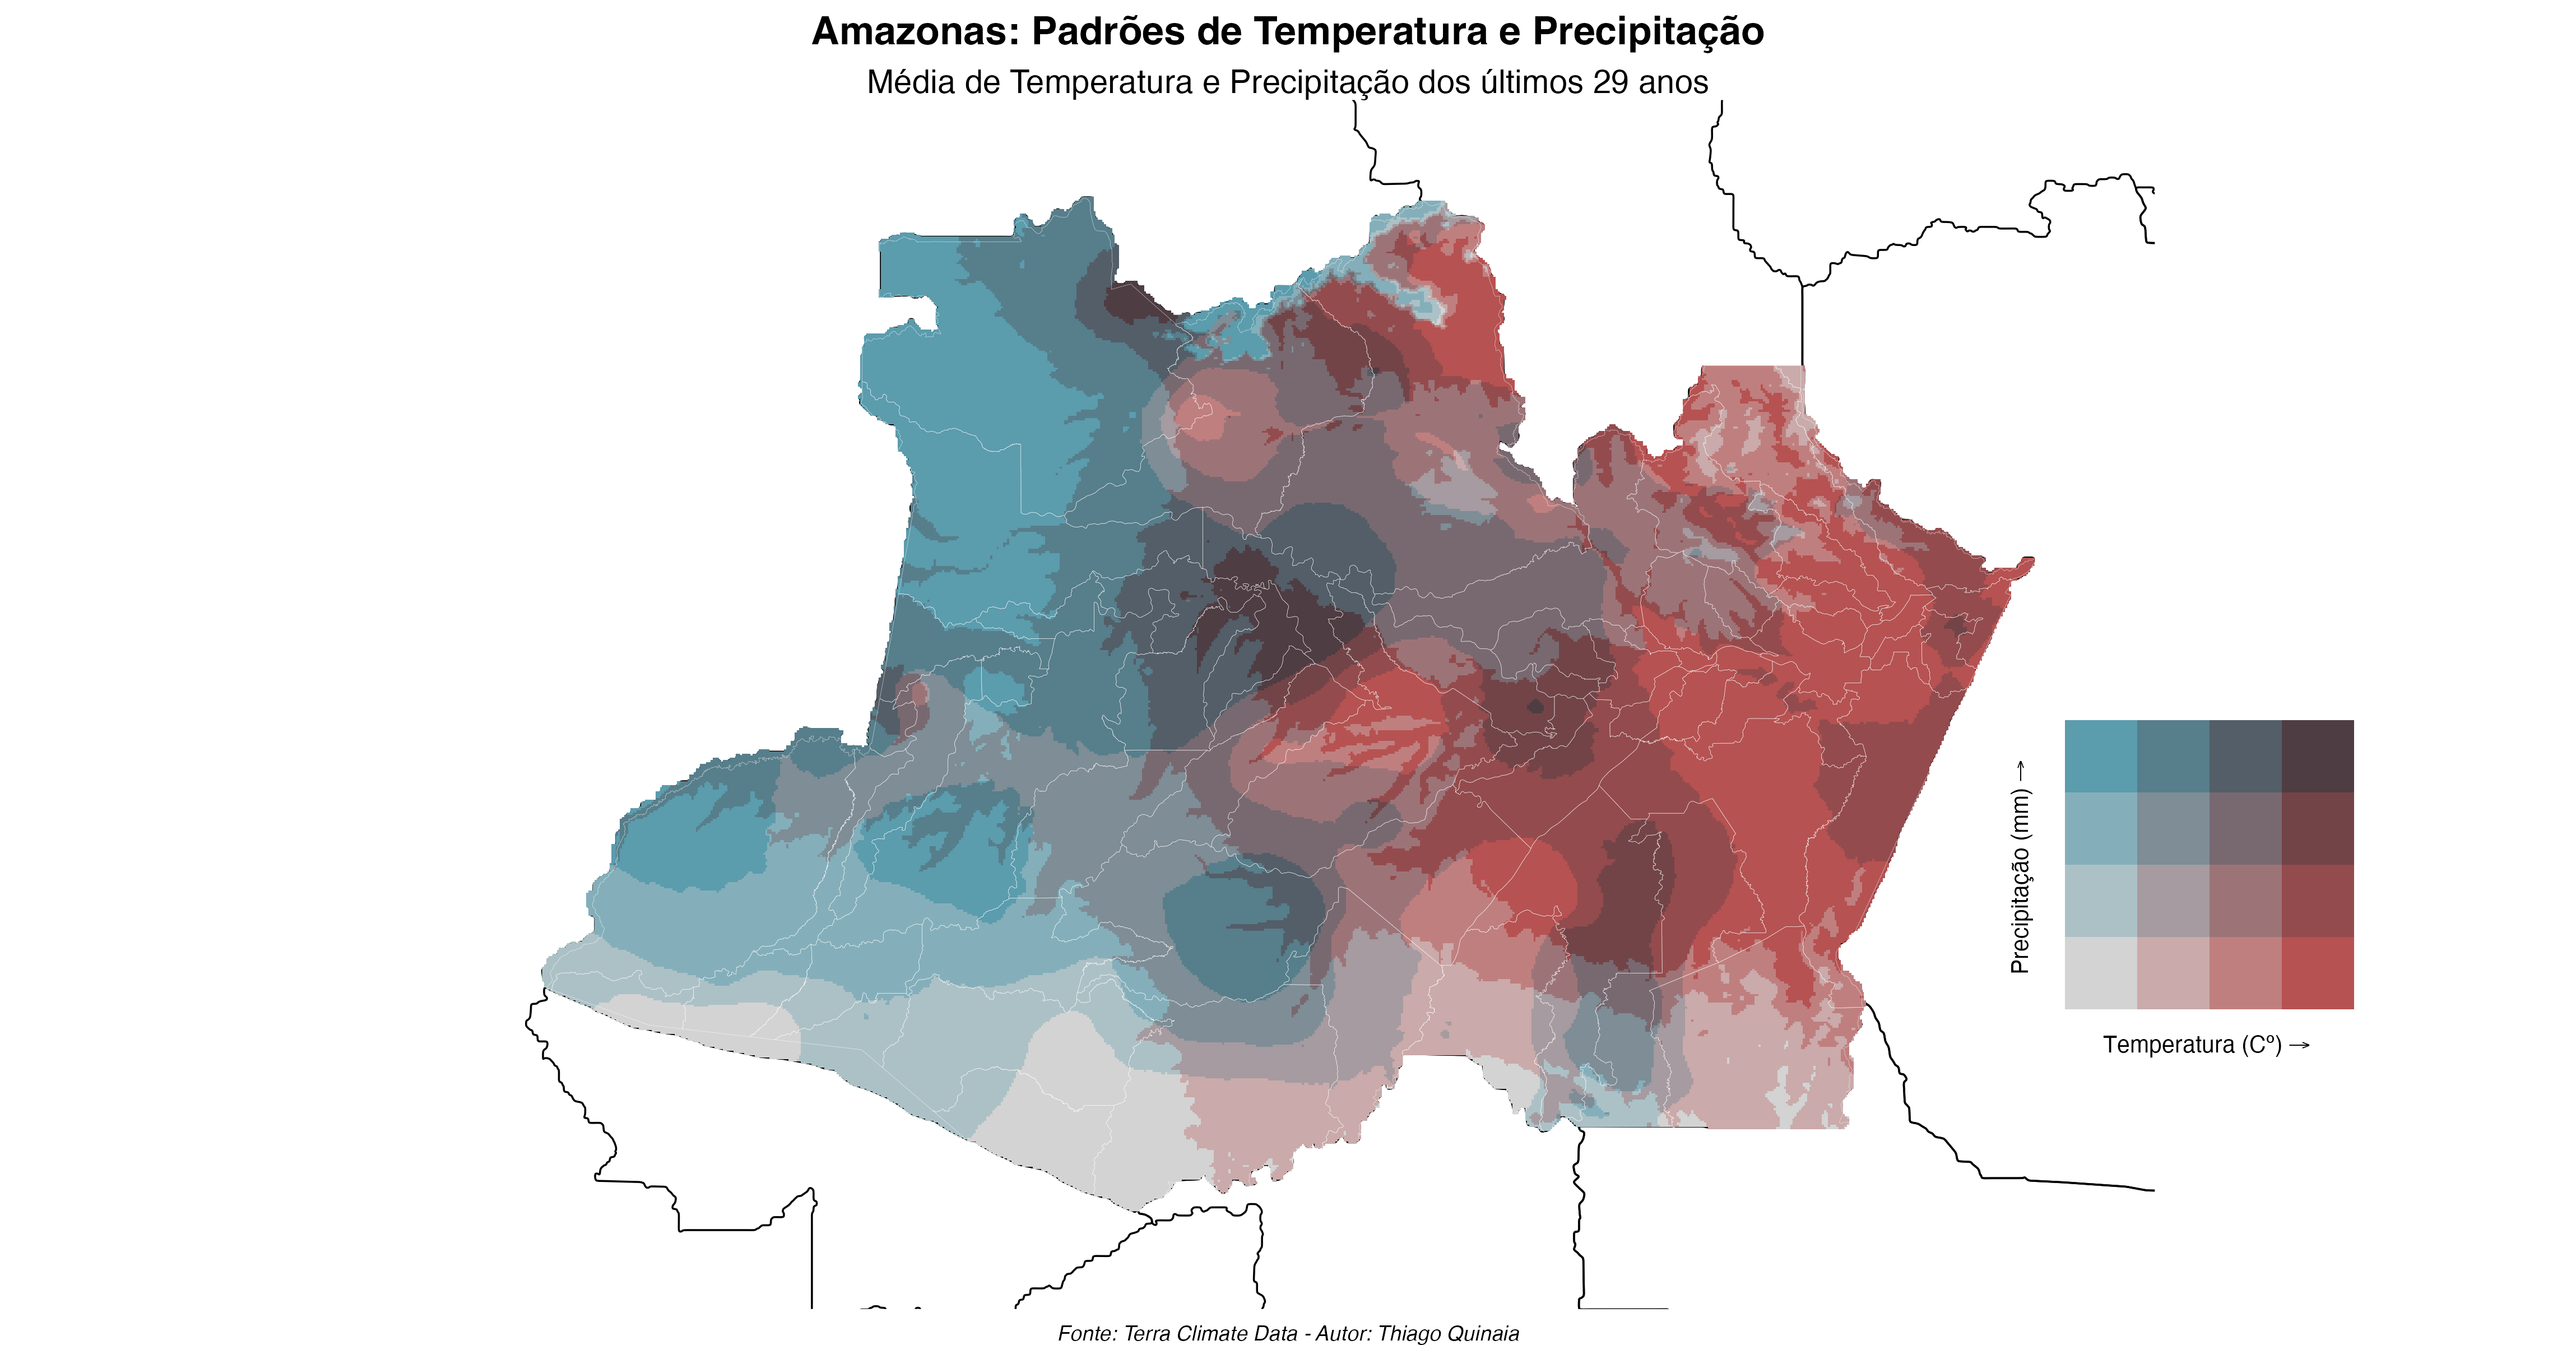 Amazonas: Padrões de Temperatura e Precipitação
Média de Temperatura e Precipitação dos últimos 29 anos
Precipitação (mm) →
Temperatura (Cº) →
Fonte: Terra Climate Data - Autor: Thiago Quinaia